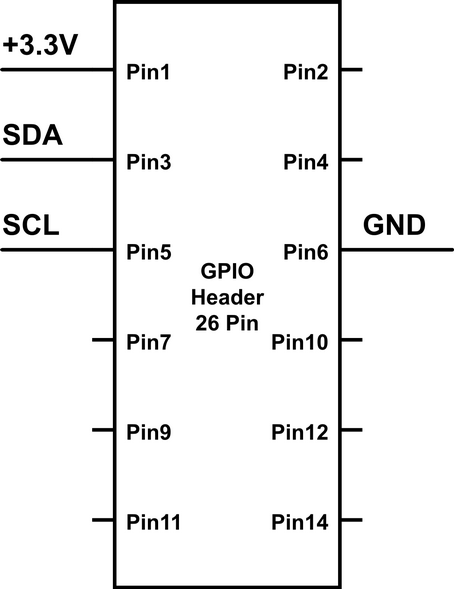 +3.3V
Pin1 Pin2
SDA
Pin3 Pin4
SCL GND
Pin5 Pin6
GPIO
Header
26 Pin
Pin7 Pin10
Pin9 Pin12
Pin11 Pin14